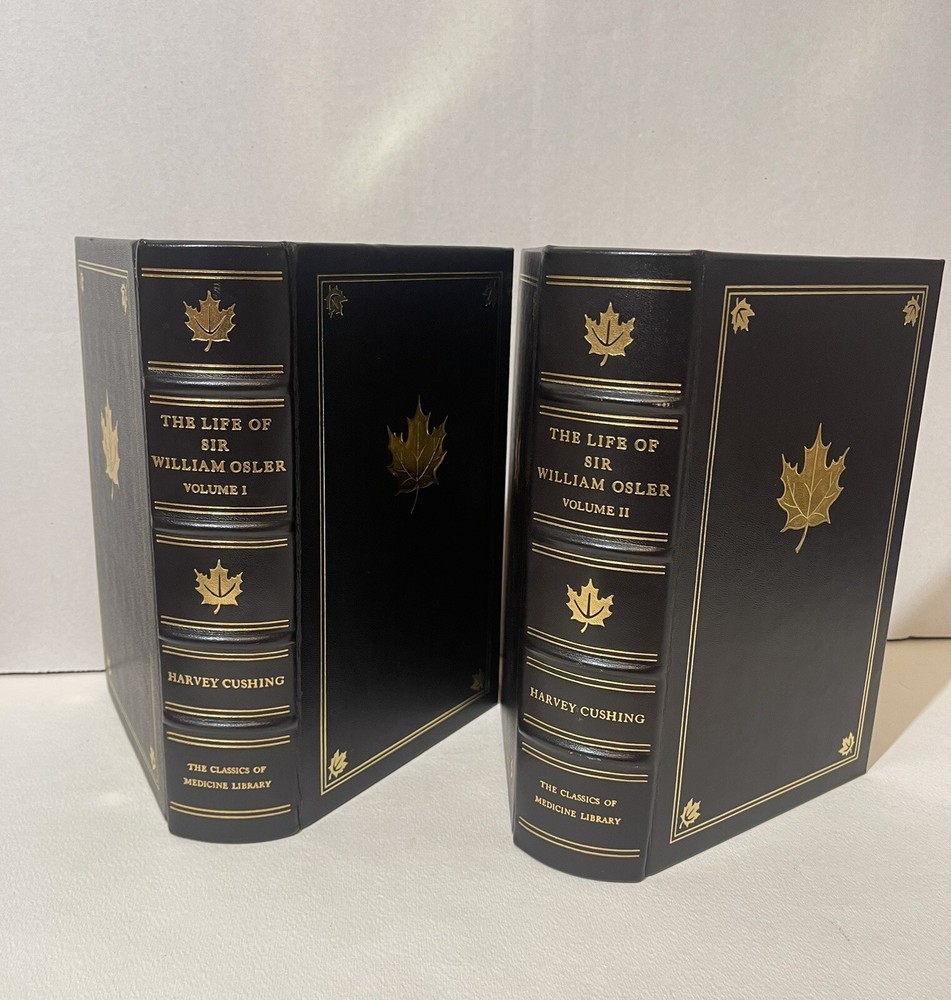 THE LIFE OF
SIR
WILLIAM OSLER
VOLUME I
HARVEY CUSHING
THE CLASSICS OF
MEDICINE LIBRARY
THE LIFE OF
SIR
WILLIAM OSLER
VOLUME II
HARVEY CUSHING
THE CLASSICS OF
MEDICINE LIBRARY